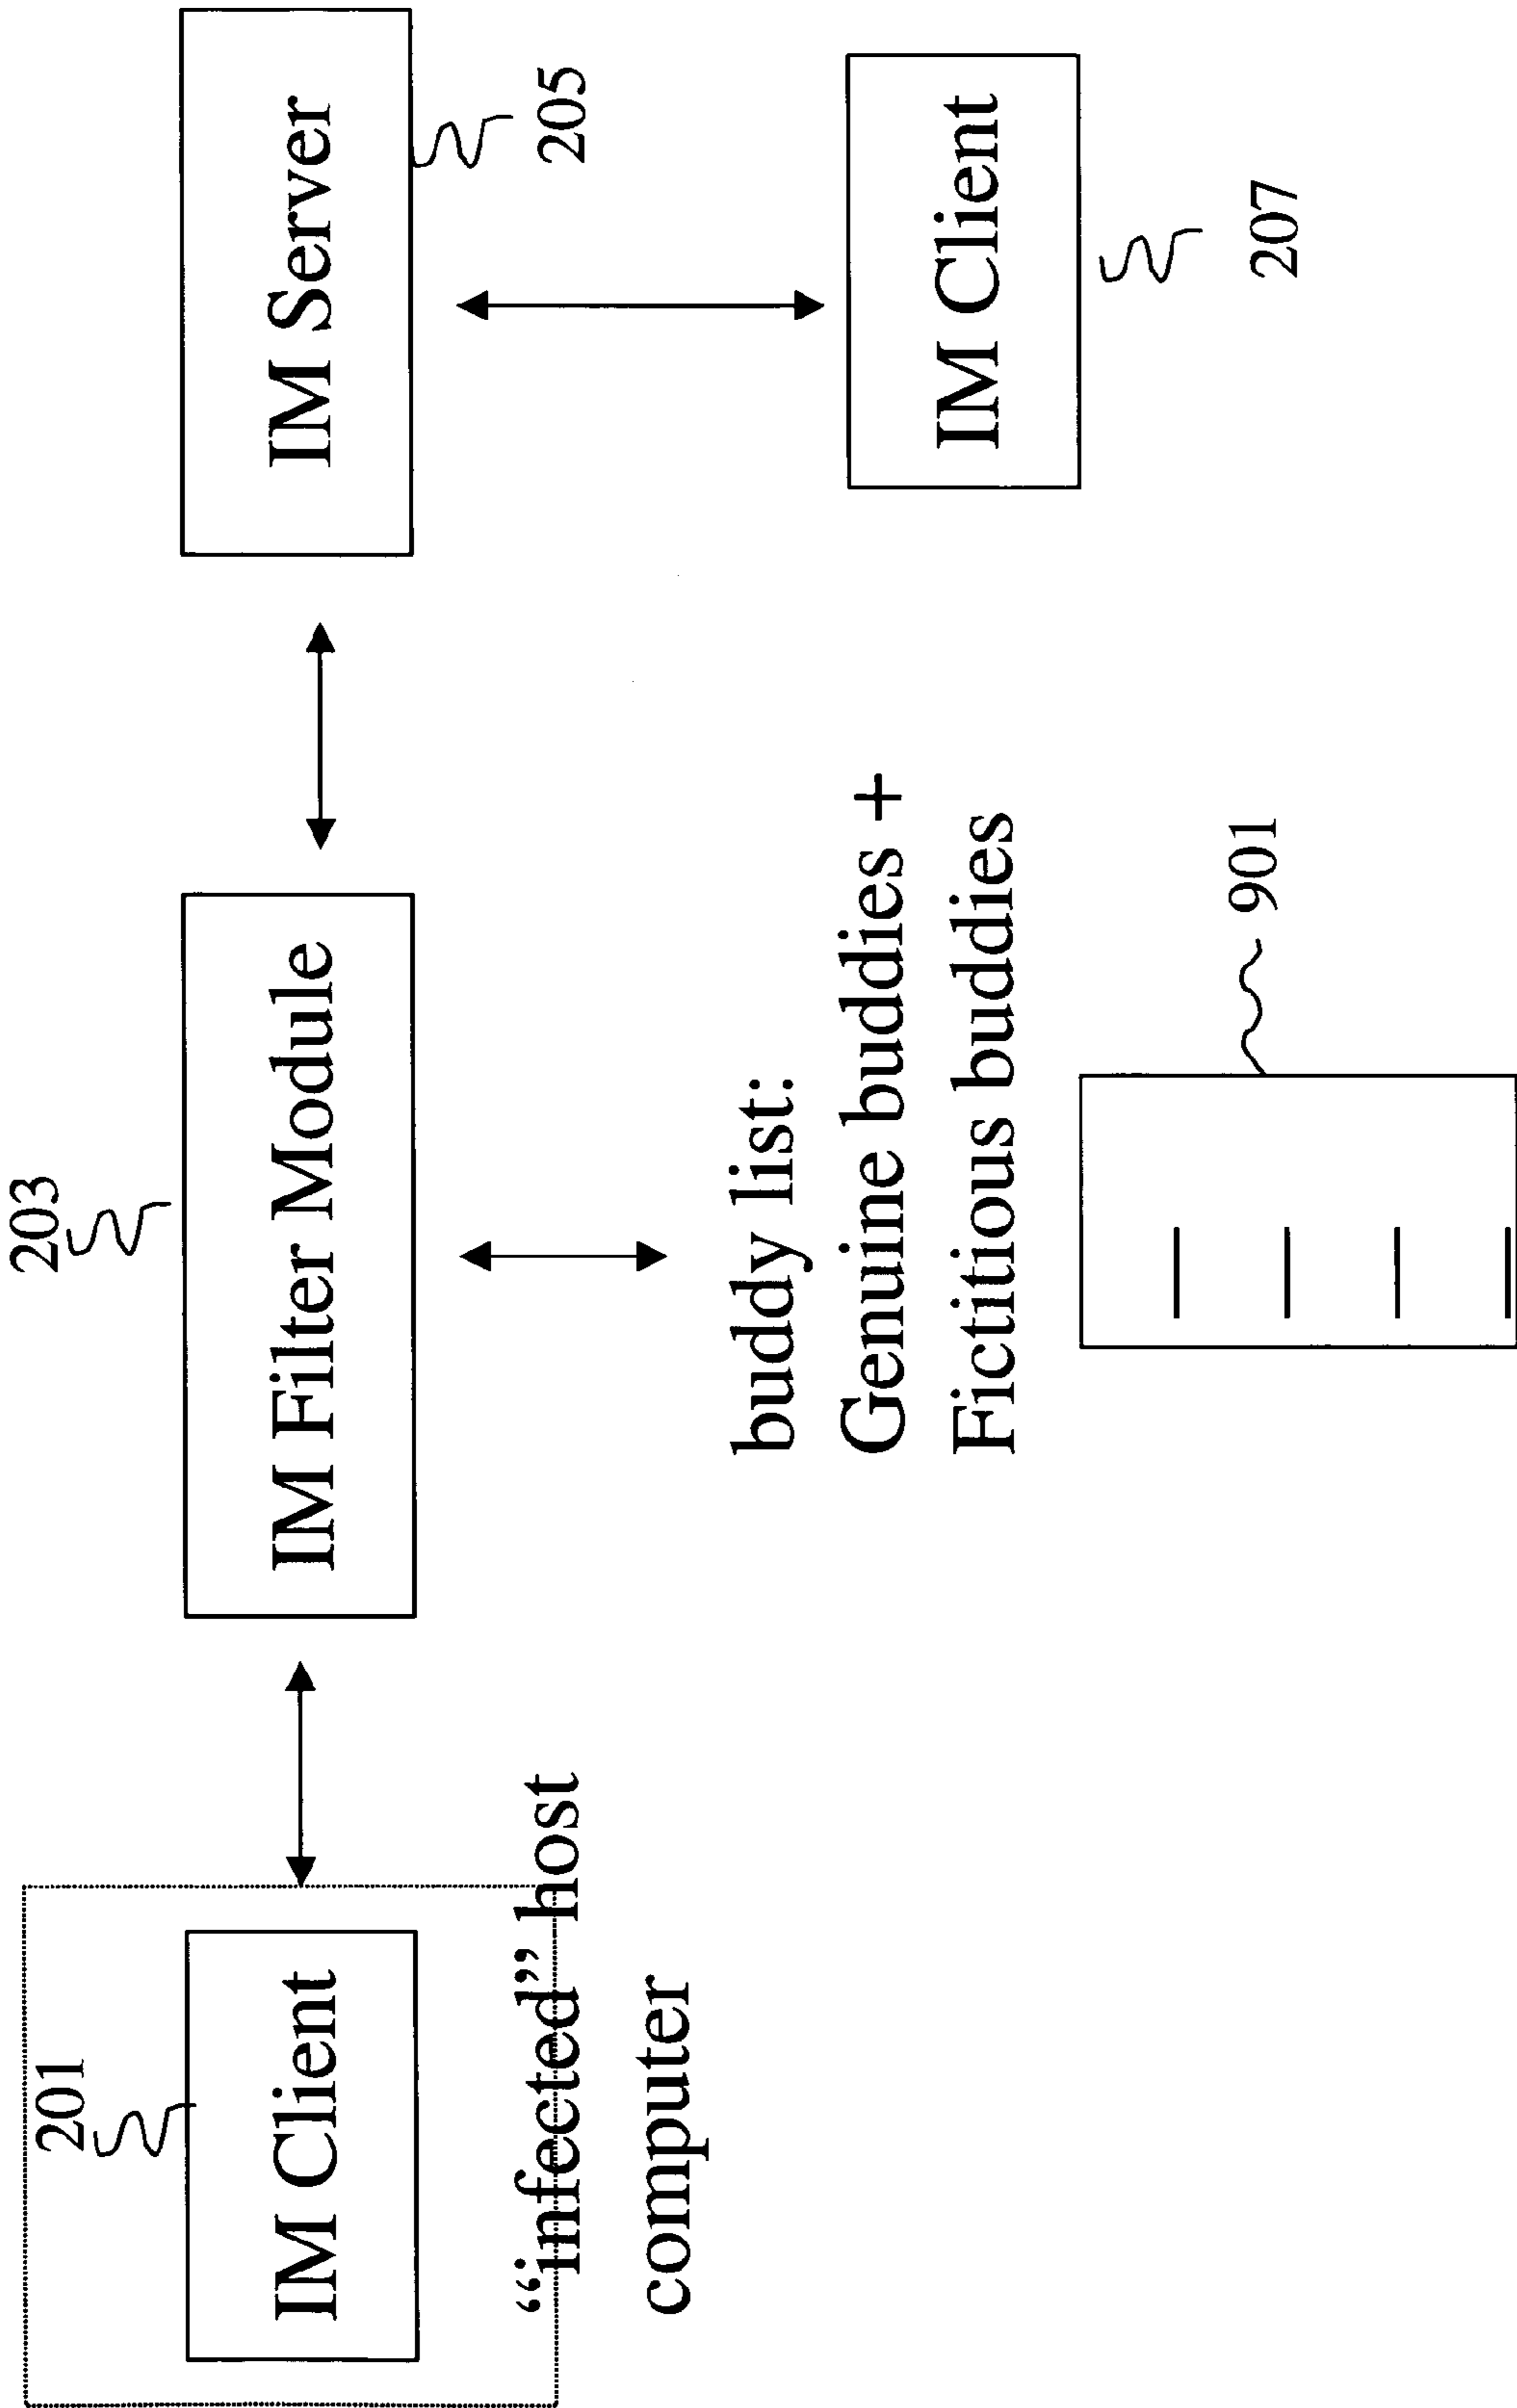 201
IM Client
“infected” host
computer
203
IM Filter Module
buddy list:
Genuine buddies +
Fictitious buddies
901
IM Server
205
IM Client
207